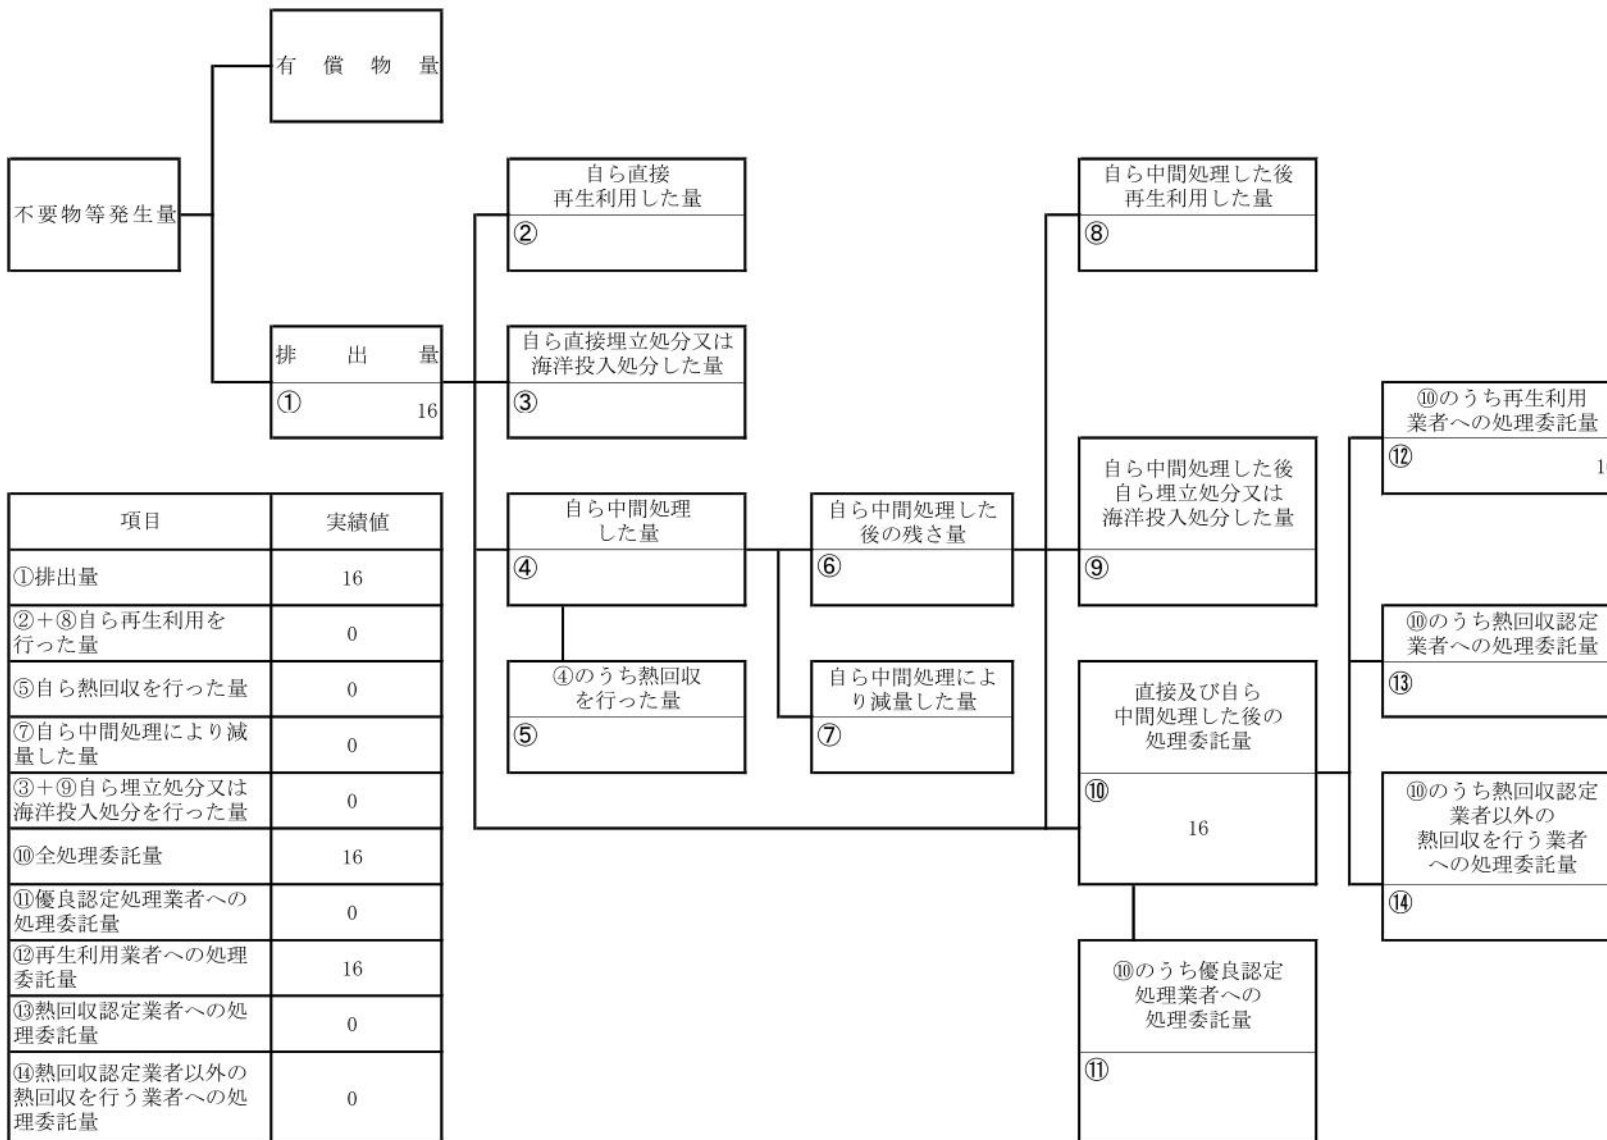 有償物量
不要物等発生量
自ら直接
再生利用した量
②
自ら中間処理した後
再生利用した量
⑧
排出量
①
16
自ら直接埋立処分又は
海洋投入処分した量
③
⑩のうち再生利用
業者への処理委託量
⑫
自ら中間処理した後
自ら埋立処分又は
海洋投入処分した量
⑨
自ら中間処理
した量
④
自ら中間処理した
後の残さ量
⑥
⑩のうち熱回収認定
業者への処理委託量
⑬
④のうち熱回収
を行った量
⑤
自ら中間処理によ
り減量した量
⑦
直接及び自ら
中間処理した後の
処理委託量
⑩
16
⑩のうち熱回収認定
業者以外の
熱回収を行う業者
への処理委託量
⑭
⑩のうち優良認定
処理業者への
処理委託量
⑪
項目 実績値
①排出量 16
②＋⑧自ら再生利用を
行った量 0
⑤自ら熱回収を行った量 0
⑦自ら中間処理により減
量した量 0
③＋⑨自ら埋立処分又は
海洋投入処分を行った量 0
⑩全処理委託量 16
⑪優良認定処理業者への
処理委託量 0
⑫再生利用業者への処理
委託量 16
⑬熱回収認定業者への処
理委託量 0
⑭熱回収認定業者以外の
熱回収を行う業者への処
理委託量 0